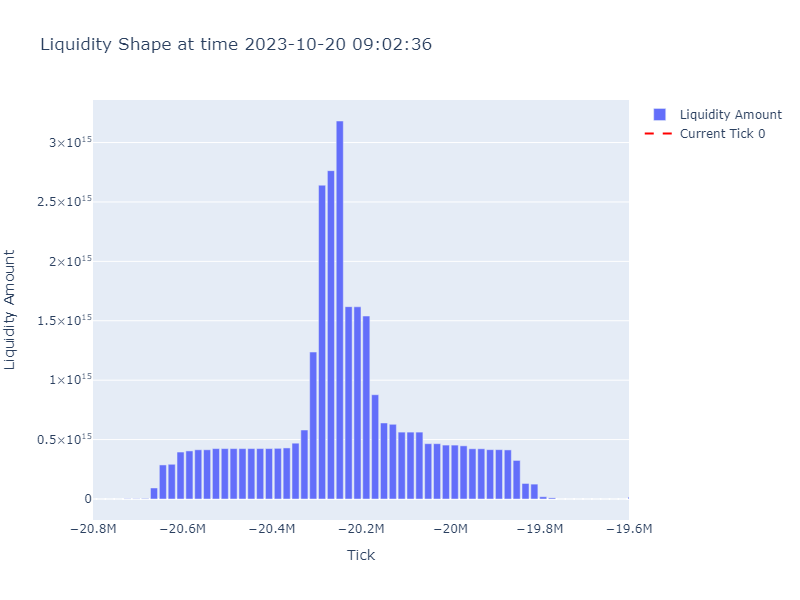 Liquidity Shape at time 2023-10-20 09:02:36
Liquidity Amount
Current Tick 0
3×10¹⁵
2.5×10¹⁵
2×10¹⁵
1.5×10¹⁵
1×10¹⁵
0.5×10¹⁵
0
Liquidity Amount
−20.8M
−20.6M
−20.4M
−20.2M
−20M
−19.8M
−19.6M
Tick